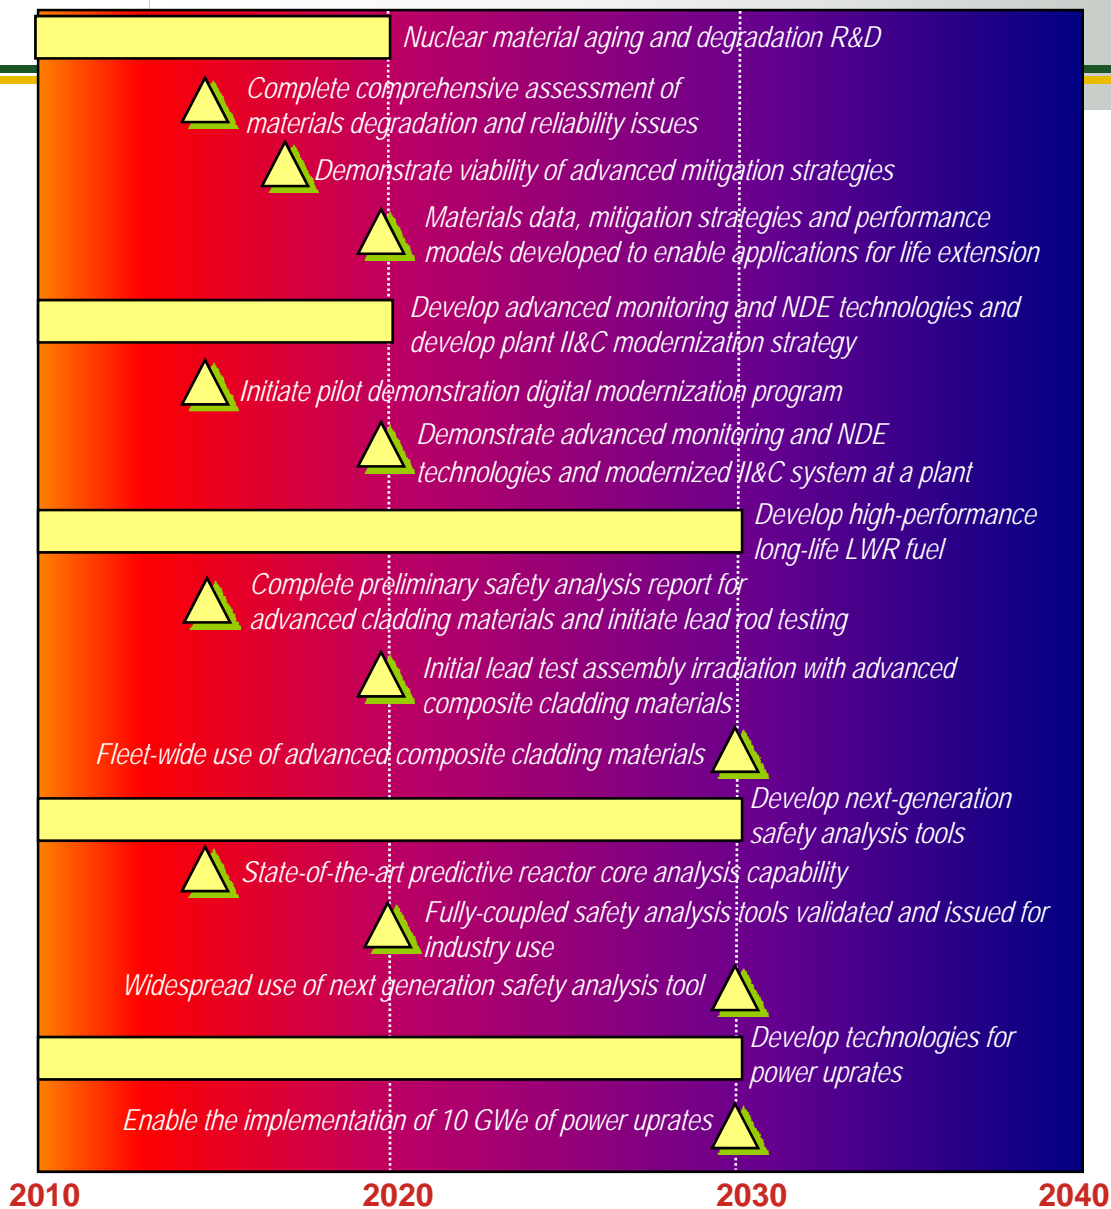 Nuclear material aging and degradation R&D
Complete comprehensive assessment of
materials degradation and reliability issues
Demonstrate viability of advanced mitigation strategies
Materials data, mitigation strategies and performance
models developed to enable applications for life extension
Develop advanced monitoring and NDE technologies and
develop plant II&C modernization strategy
Initiate pilot demonstration digital modernization program
Demonstrate advanced monitoring and NDE
technologies and modernized II&C system at a plant
Develop high-performance
long-life LWR fuel
Complete preliminary safety analysis report for
advanced cladding materials and initiate lead rod testing
Initial lead test assembly irradiation with advanced
composite cladding materials
Fleet-wide use of advanced composite cladding materials
Develop next-generation
safety analysis tools
State-of-the-art predictive reactor core analysis capability
Fully-coupled safety analysis tools validated and issued for
industry use
Widespread use of next generation safety analysis tool
Develop technologies for
power uprates
Enable the implementation of 10 GWe of power uprates
2010 2020 2030 2040